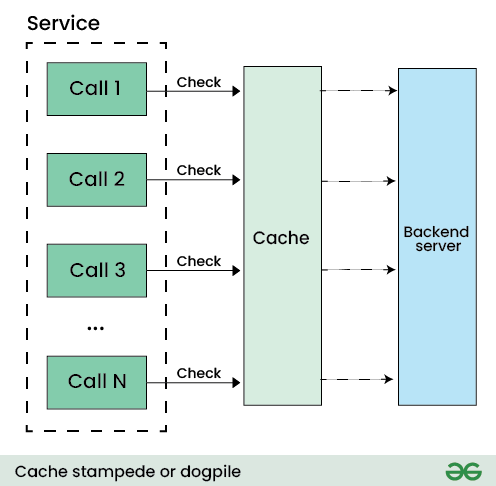 Service
Call 1
Check
Call 2
Check
Call 3
Check
...
Call N
Check
Cache
Backend
server
Cache stampede or dogpile